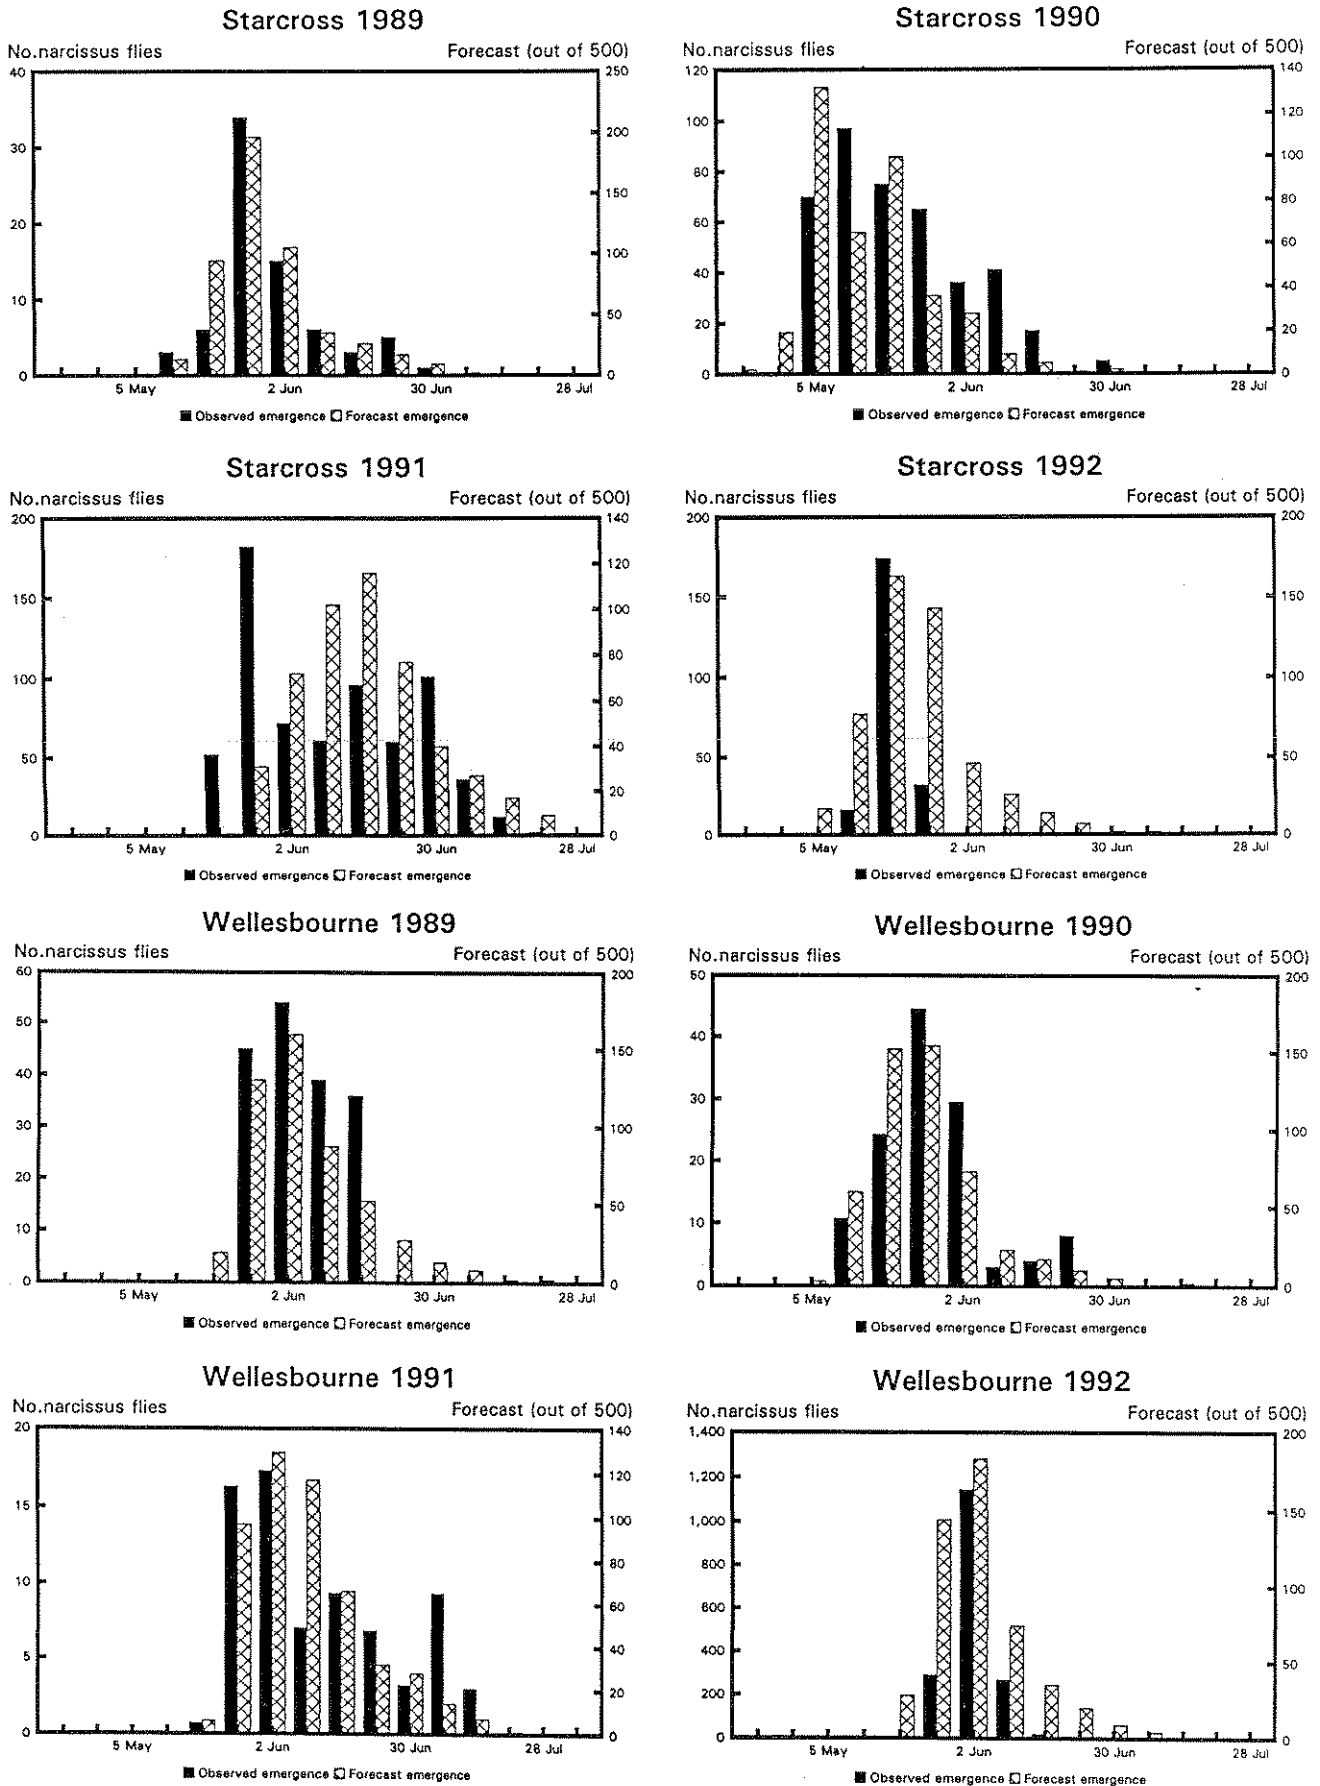 Starcross 1989
No.narcissus flies Forecast (out of 500)
40 250
30 200
150
20
100
10
50
0 0
5 May 2 Jun 30 Jun 28 Jul
Observed emergence Forecast emergence
Starcross 1990
No.narcissus flies Forecast (out of 500)
120 140
100 120
80 100
60 80
60
40
40
20 20
0 0
5 May 2 Jun 30 Jun 28 Jul
Observed emergence Forecast emergence
Starcross 1991
No.narcissus flies Forecast (out of 500)
200 140
120
150 100
80
100
60
50 40
20
0 0
5 May 2 Jun 30 Jun 28 Jul
Observed emergence Forecast emergence
Starcross 1992
No.narcissus flies Forecast (out of 500)
200 200
150 150
100 100
50 50
0 0
5 May 2 Jun 30 Jun 28 Jul
Observed emergence Forecast emergence
Wellesbourne 1989
No.narcissus flies Forecast (out of 500)
60 200
50
40 150
30 100
20
50
10
0 0
5 May 2 Jun 30 Jun 28 Jul
Observed emergence Forecast emergence
Wellesbourne 1990
No.narcissus flies Forecast (out of 500)
50 200
40 150
30
100
20
50
10
0 0
5 May 2 Jun 30 Jun 28 Jul
Observed emergence Forecast emergence
Wellesbourne 1991
No.narcissus flies Forecast (out of 500)
20 140
120
15
100
80
10
60
5 40
20
0 0
5 May 2 Jun 30 Jun 28 Jul
Observed emergence Forecast emergence
Wellesbourne 1992
No.narcissus flies Forecast (out of 500)
1,400 200
1,200
1,000 150
800
100
600
400 50
200
0 0
5 May 2 Jun 30 Jun 28 Jul
Observed emergence Forecast emergence